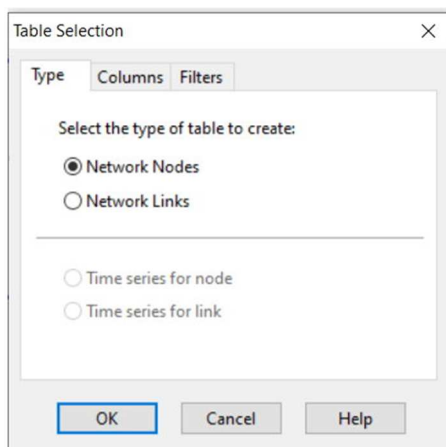 Table Selection
Type Columns Filters
Select the type of table to create:
Network Nodes
Network Links
Time series for node
Time series for link
OK Cancel Help